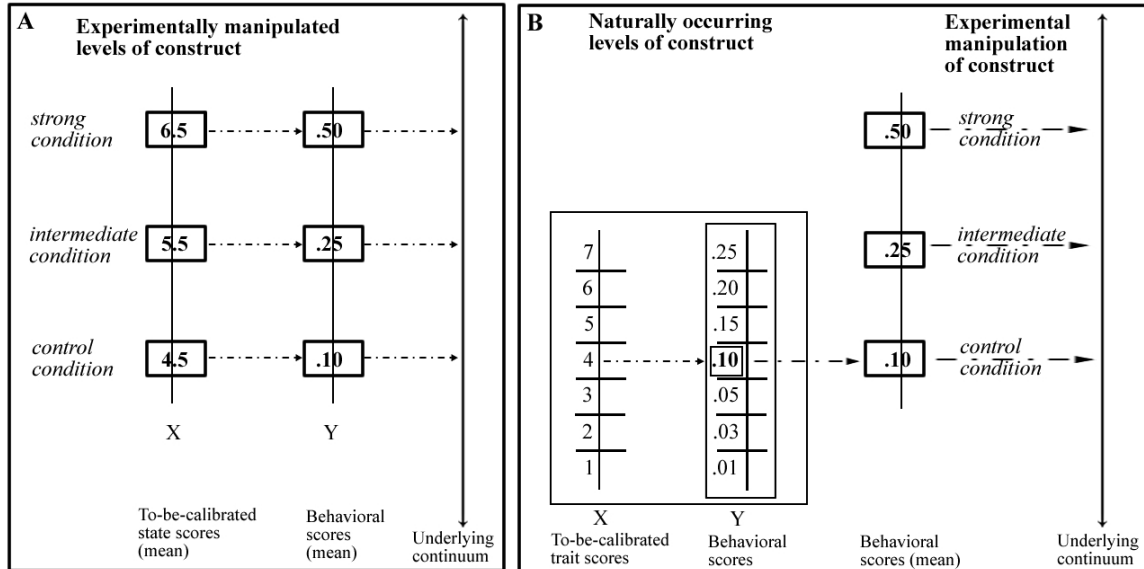 A
Experimentally manipulated
levels of construct
strong
condition
6.5
.50
intermediate
condition
5.5
.25
control
condition
4.5
.10
X
Y
To-be-calibrated
state scores
(mean)
Behavioral
scores
(mean)
Underlying
continuum
B
Naturally occurring
levels of construct
Experimental
manipulation
of construct
7
6
5
4
3
2
1
.25
.20
.15
.10
.05
.03
.01
X
Y
To-be-calibrated
trait scores
Behavioral
scores
.50
strong
condition
.25
intermediate
condition
.10
control
condition
Behavioral
scores (mean)
Underlying
continuum